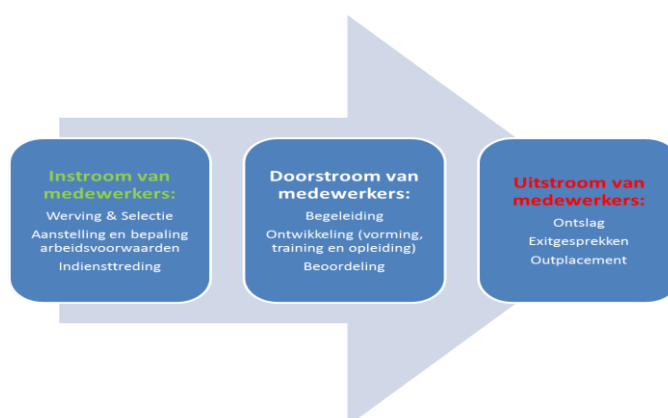 Instroom van
medewerkers:
Werving & Selectie
Aanstelling en bepaling
arbeidsvoorwaarden
Indiensttreding
Doorstroom van
medewerkers:
Begeleiding
Ontwikkeling (vorming,
training en opleiding)
Beoordeling
Uitstroom van
medewerkers:
Ontslag
Exitgesprekken
Outplacement